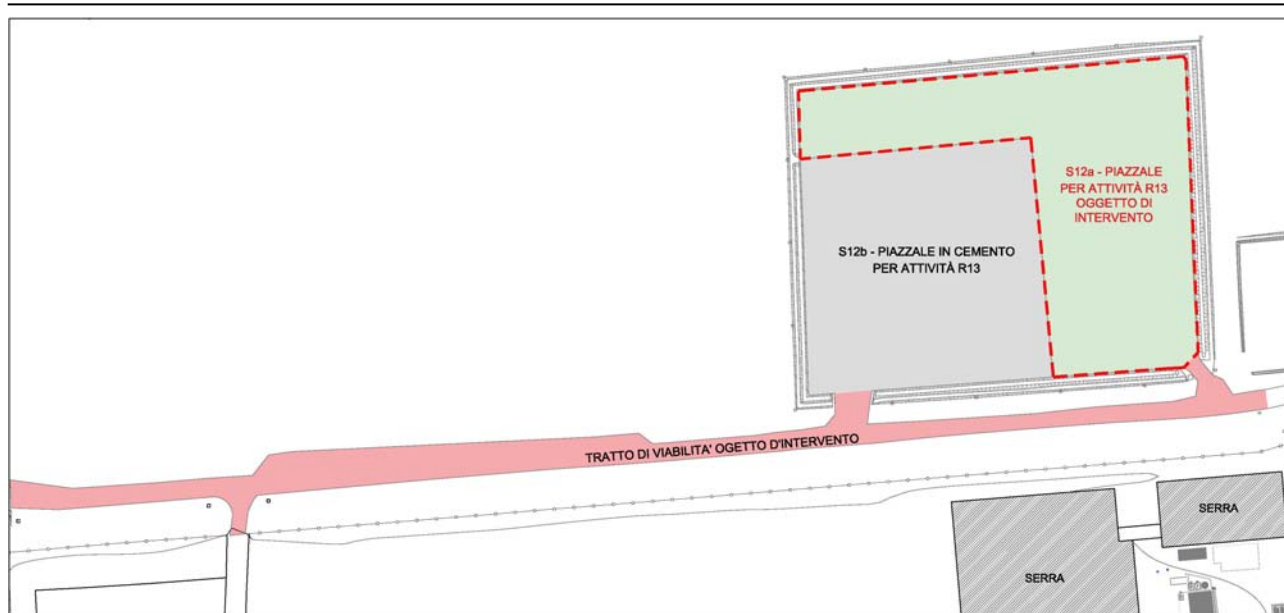 S12a - PIAZZALE
PER ATTIVITÀ R13
OGGETTO DI
INTERVENTO
S12b - PIAZZALE IN CEMENTO
PER ATTIVITÀ R13
TRATTO DI VIABILITA' OGETTO D'INTERVENTO
SERRA
SERRA